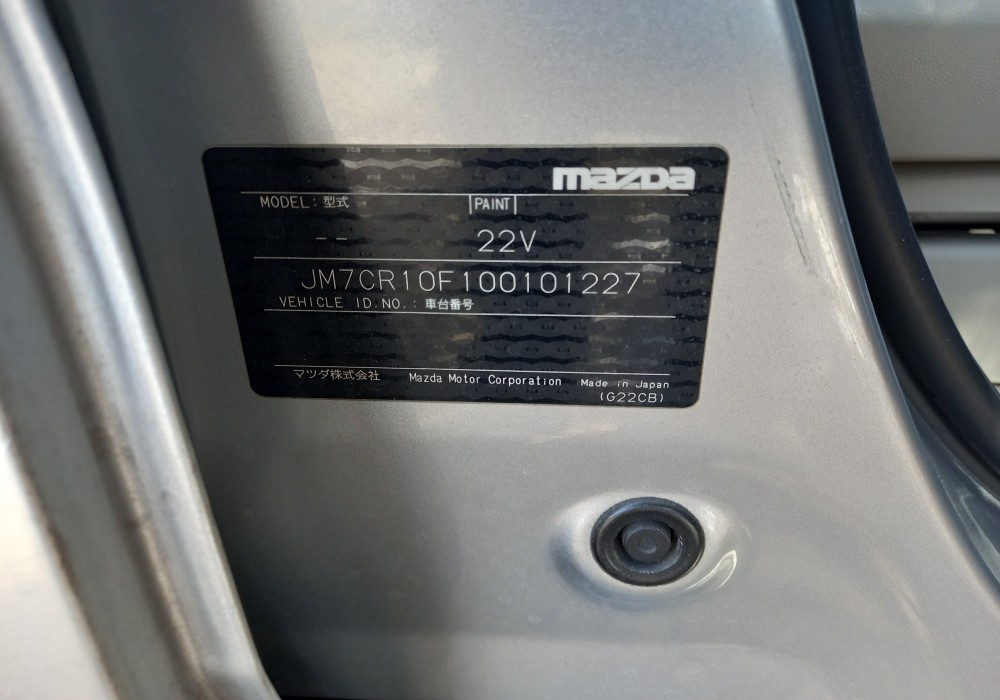 mazda
MODEL: 型式 PAINT
-- 22V
JM7CR10F100101227
VEHICLE ID.NO.: 車台番号
マツダ株式会社 Mazda Motor Corporation Made in Japan
(G22CB)